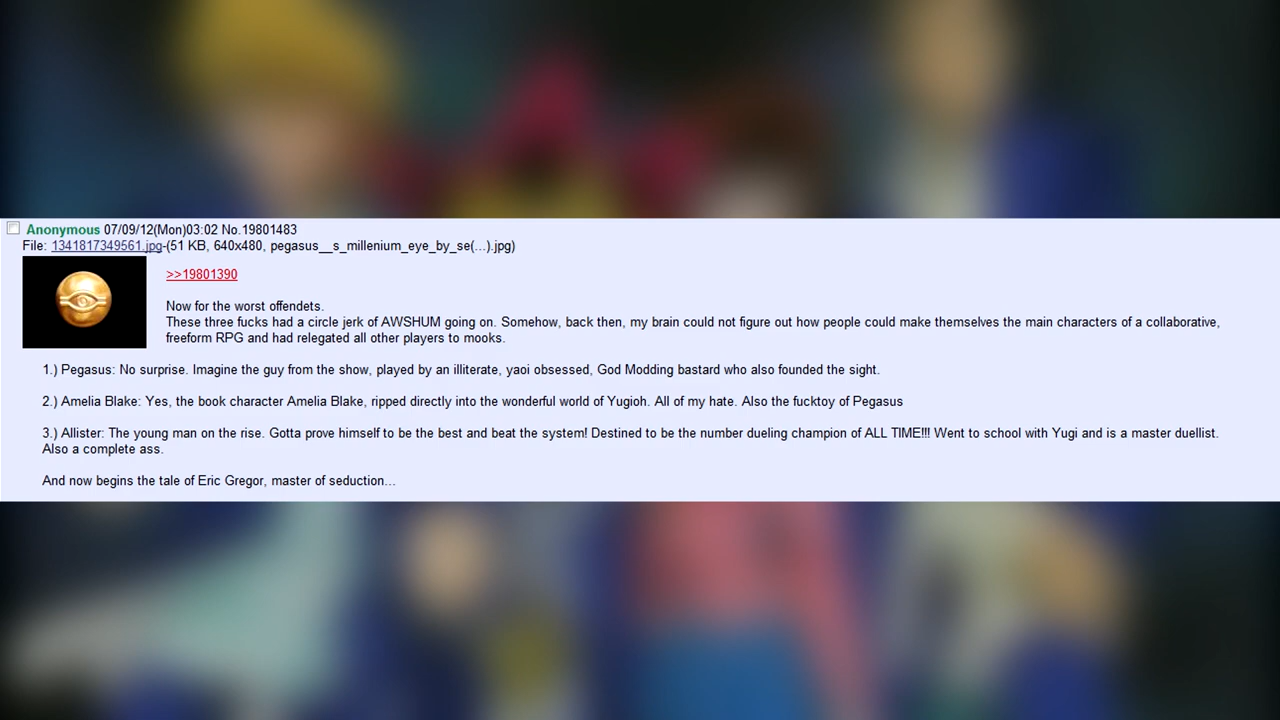 Anonymous 07/09/12(Mon)03:02 No.19801483
File: 1341817349561.jpg-(51 KB, 640x480, pegasus__s_millenium_eye_by_se(...).jpg)
>>19801390
Now for the worst offendets.
These three fucks had a circle jerk of AWSHUM going on. Somehow, back then, my brain could not figure out how people could make themselves the main characters of a collaborative,
freeform RPG and had relegated all other players to mooks.
1.) Pegasus: No surprise. Imagine the guy from the show, played by an illiterate, yaoi obsessed, God Modding bastard who also founded the sight.
2.) Amelia Blake: Yes, the book character Amelia Blake, ripped directly into the wonderful world of Yugioh. All of my hate. Also the fucktoy of Pegasus
3.) Allister: The young man on the rise. Gotta prove himself to be the best and beat the system! Destined to be the number dueling champion of ALL TIME!!! Went to school with Yugi and is a master duellist.
Also a complete ass.
And now begins the tale of Eric Gregor, master of seduction...